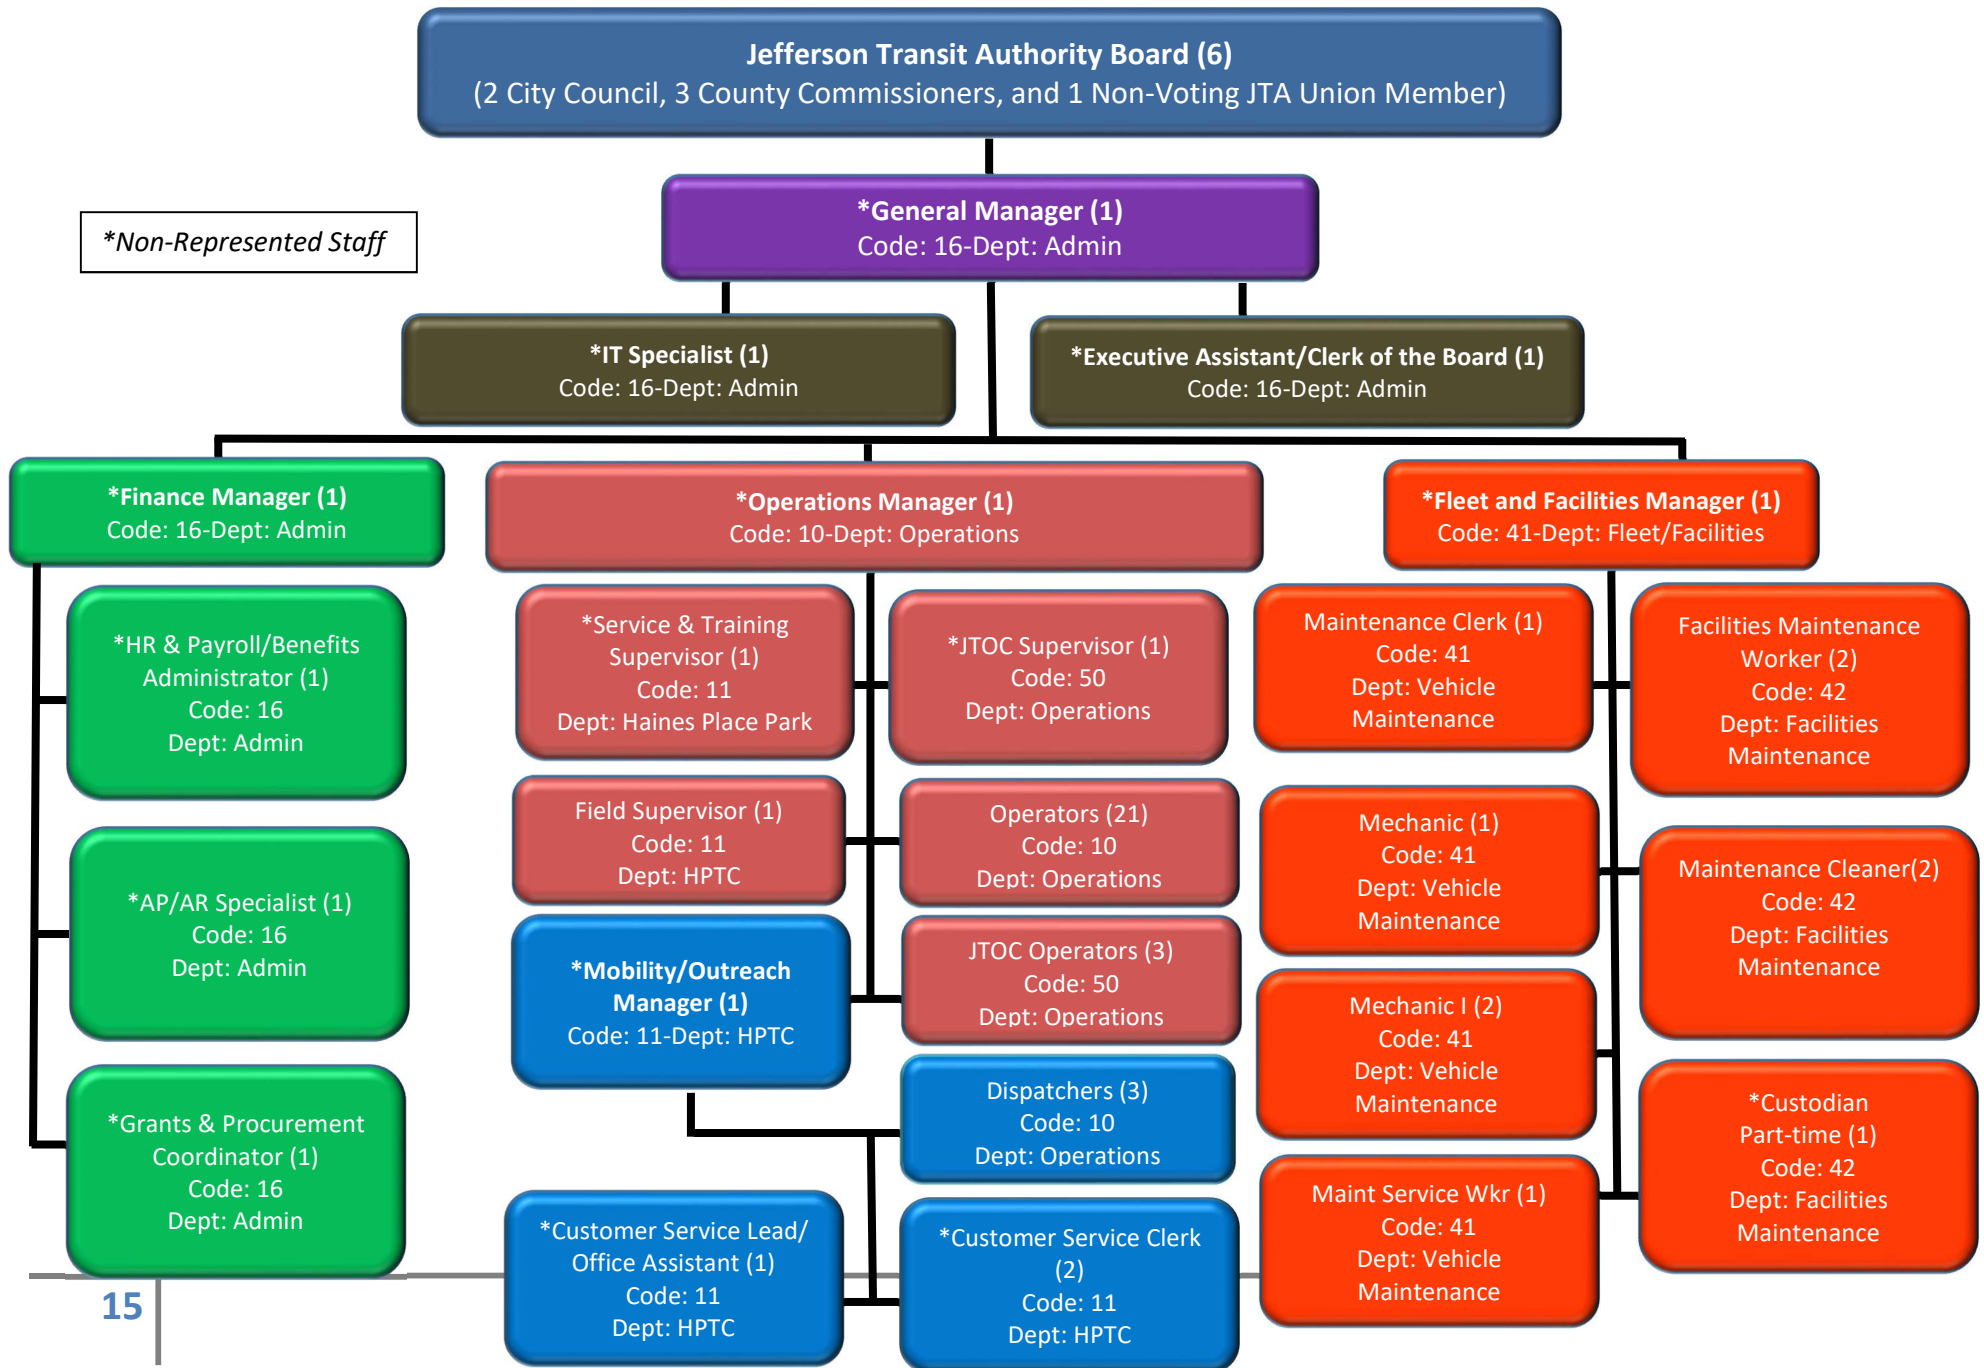 Jefferson Transit Authority Board (6)
(2 City Council, 3 County Commissioners, and 1 Non-Voting JTA Union Member)
*General Manager (1)
Code: 16-Dept: Admin
*Non-Represented Staff
*IT Specialist (1)
Code: 16-Dept: Admin
*Executive Assistant/Clerk of the Board (1)
Code: 16-Dept: Admin
*Finance Manager (1)
Code: 16-Dept: Admin
*Operations Manager (1)
Code: 10-Dept: Operations
*Fleet and Facilities Manager (1)
Code: 41-Dept: Fleet/Facilities
*HR & Payroll/Benefits
Administrator (1)
Code: 16
Dept: Admin
*AP/AR Specialist (1)
Code: 16
Dept: Admin
*Grants & Procurement
Coordinator (1)
Code: 16
Dept: Admin
*Service & Training
Supervisor (1)
Code: 11
Dept: Haines Place Park
*JTOC Supervisor (1)
Code: 50
Dept: Operations
Field Supervisor (1)
Code: 11
Dept: HPTC
Operators (21)
Code: 10
Dept: Operations
*Mobility/Outreach
Manager (1)
Code: 11-Dept: HPTC
JTOC Operators (3)
Code: 50
Dept: Operations
Dispatchers (3)
Code: 10
Dept: Operations
*Customer Service Lead/
Office Assistant (1)
Code: 11
Dept: HPTC
*Customer Service Clerk
(2)
Code: 11
Dept: HPTC
Maintenance Clerk (1)
Code: 41
Dept: Vehicle
Maintenance
Facilities Maintenance
Worker (2)
Code: 42
Dept: Facilities
Maintenance
Mechanic (1)
Code: 41
Dept: Vehicle
Maintenance
Maintenance Cleaner(2)
Code: 42
Dept: Facilities
Maintenance
Mechanic I (2)
Code: 41
Dept: Vehicle
Maintenance
*Custodian
Part-time (1)
Code: 42
Dept: Facilities
Maintenance
Maint Service Wkr (1)
Code: 41
Dept: Vehicle
Maintenance
15